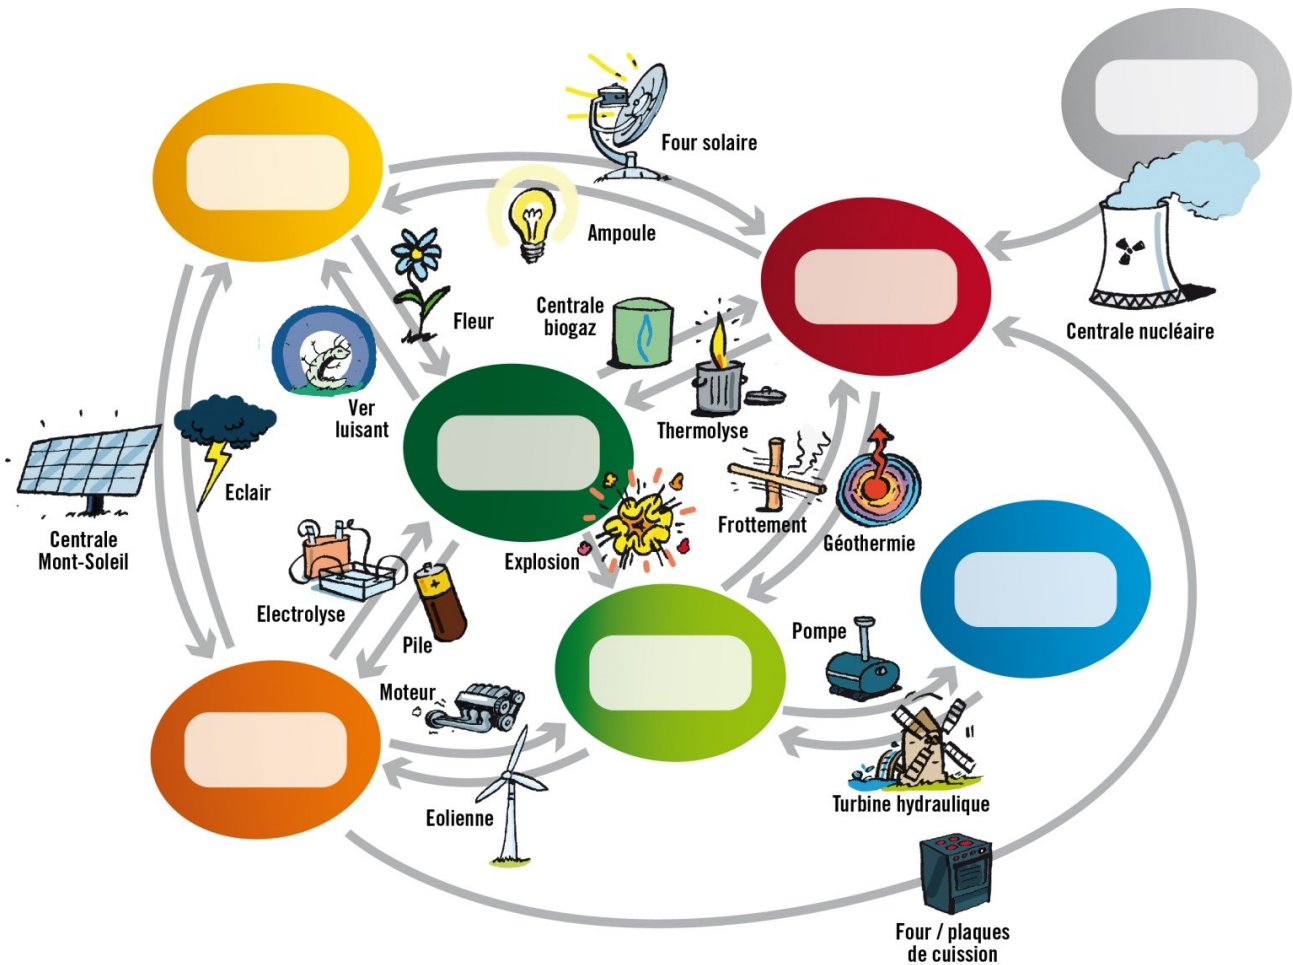 Four solaire
Ampoule
Centrale nucléaire
Fleur
Centrale
biogaz
Ver
luisant
Thermolyse
Eclair
Frottement
Géothermie
Centrale
Mont-Soleil
Explosion
Electrolyse
Pile
Pompe
Moteur
Eolienne
Turbine hydraulique
Four / plaques
de cuission